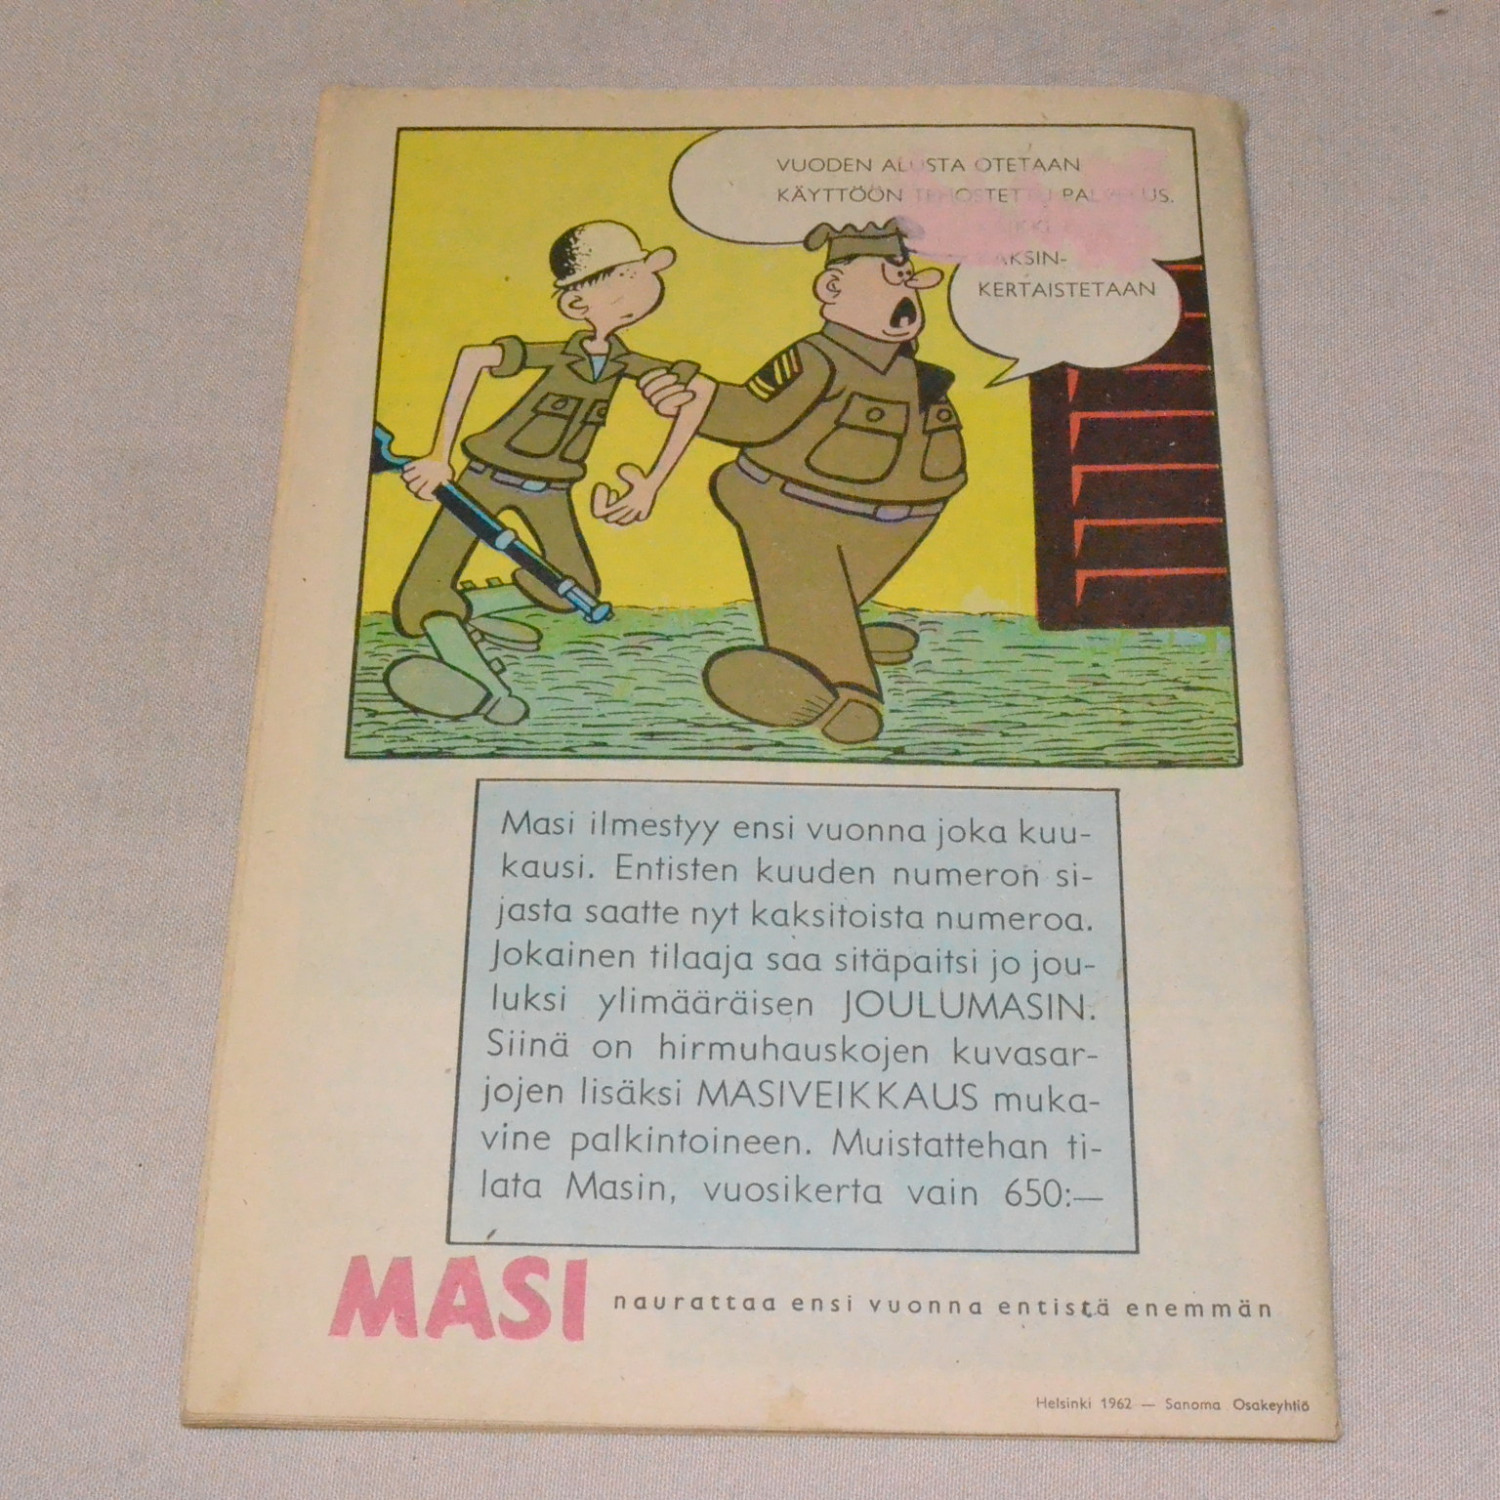 VUODEN ALUSTA OTETAAN
KÄYTTÖÖN
KERTAISTETAAN
Masi ilmestyy ensi vuonna joka kuu-
kausi. Entisten kuuden numeron si-
jasta saatte nyt kaksitoista numeroa.
Jokainen tilaaja saa sitäpaitsi jo jou-
luksi ylimääräisen JOULUMASIN.
Siinä on hirmuhauskojen kuvasar-
jojen lisäksi MASIVEIKKAUS muka-
vine palkintoineen. Muistattehan ti-
lata Masin, vuosikerta vain 650:—
MASI naurattaa ensi vuonna entistä enemmän
Helsinki 1962 — Sanoma Osakeyhtiö